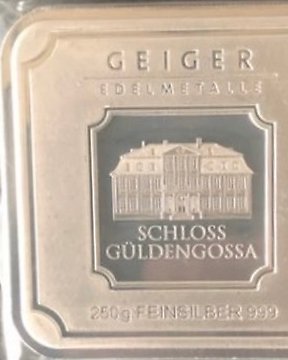 GEIGER
EDELMETALLE
SCHLOSS
GÜLDENGOSSA
250g FEINSILBER 999